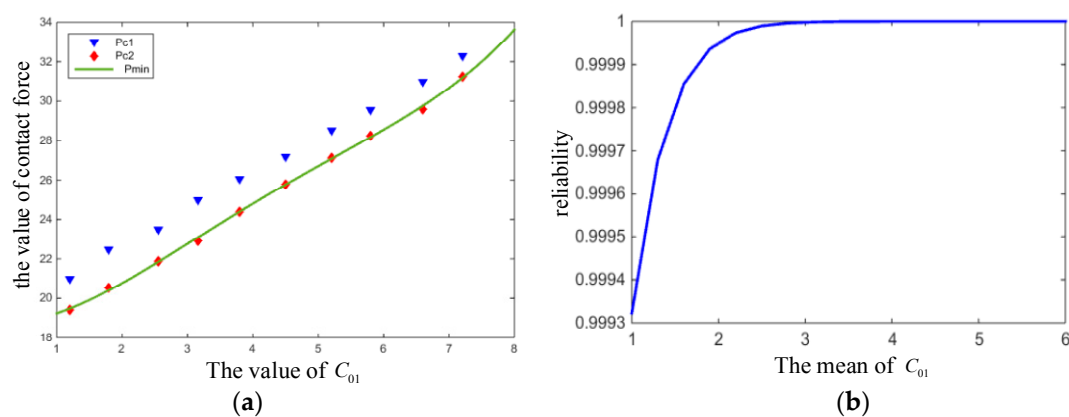 the value of contact force
34
32
30
28
26
24
22
20
18
Pc1
Pc2
Pmin
1 2 3 4 5 6 7 8
The value of C01
(a)
reliability
1
0.9999
0.9998
0.9997
0.9996
0.9995
0.9994
0.9993
1 2 3 4 5 6
The mean of C01
(b)